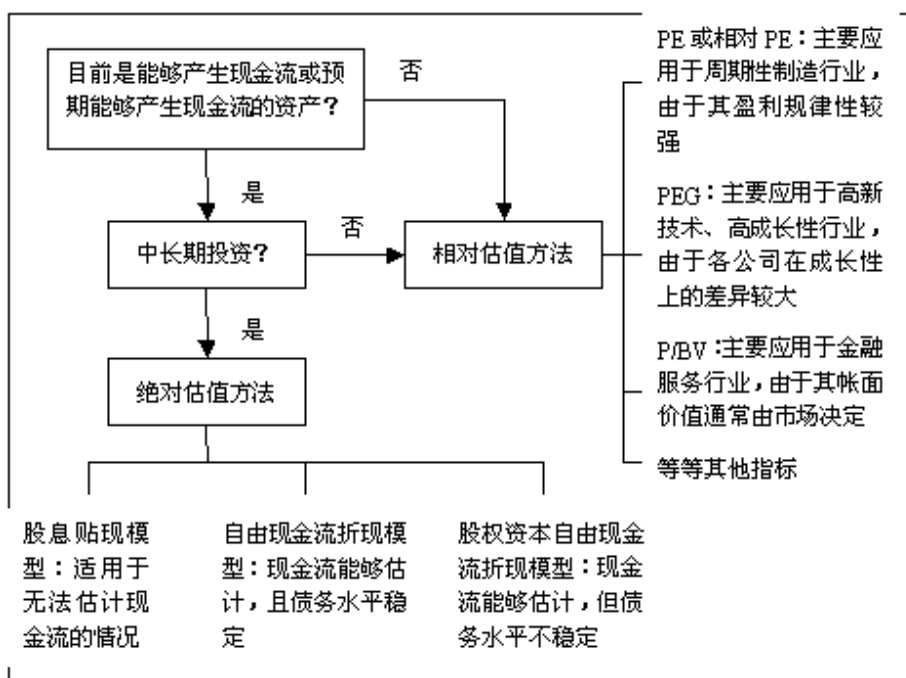 目前是能够产生现金流或预
期能够产生现金流的资产？
否
是
中长期投资？
否
相对估值方法
是
绝对估值方法
PE 或相对 PE：主要应
用于周期性制造行业，
由于其盈利规律性较
强
PEG：主要应用于高新
技术、高成长性行业，
由于各公司在成长性
上的差异较大
P/BV：主要应用于金融
服务行业，由于其帐面
价值通常由市场决定
等等其他指标
股息贴现模
型：适用于
无法估计现
金流的情况
自由现金流折现模
型：现金流能够估
计，且债务水平稳
定
股权资本自由现金
流折现模型：现金
流能够估计，但债
务水平不稳定